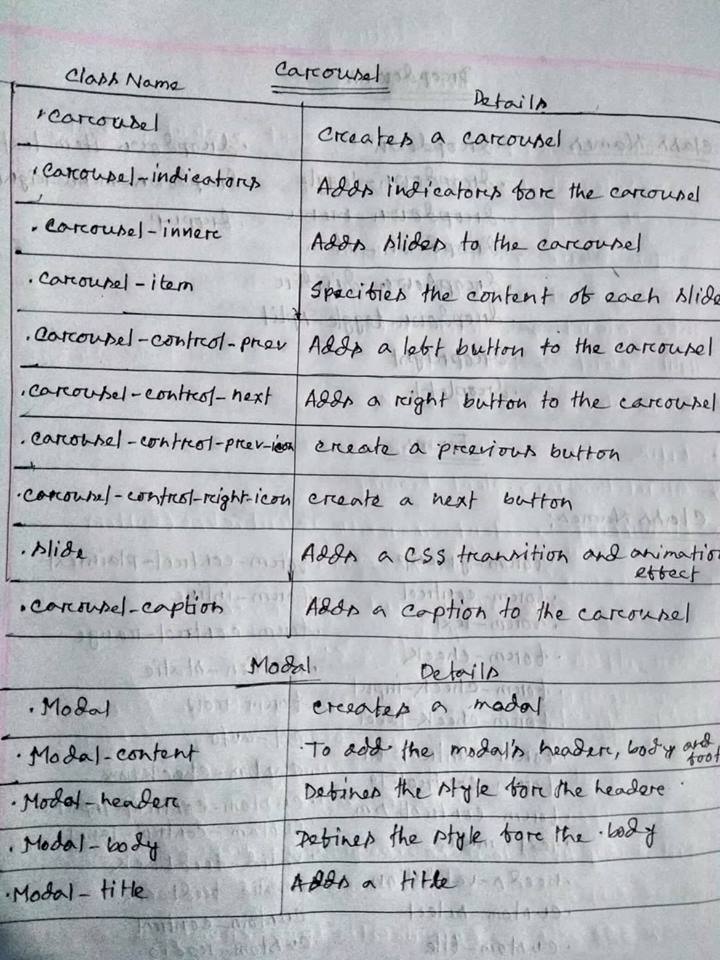 Carousel
Class Name Details
.carousel Creates a carousel
.carousel-indicators Adds indicators for the carousel
.carousel-inner Adds slides to the carousel
.carousel-item Specifies the content of each slide
.carousel-control-prev Adds a left button to the carousel
.carousel-control-next Adds a right button to the carousel
.carousel-control-prev-icon create a previous button
.carousel-control-right-icon create a next button
.slide Adds a CSS transition and animation
effect
.carousel-caption Adds a caption to the carousel
Modal Details
.Modal creates a madal
.Modal-content To add the modal's header, body and
foot
.Modal-header Defines the style for the header
.Modal-body Defines the style for the body
.Modal-title Adds a title